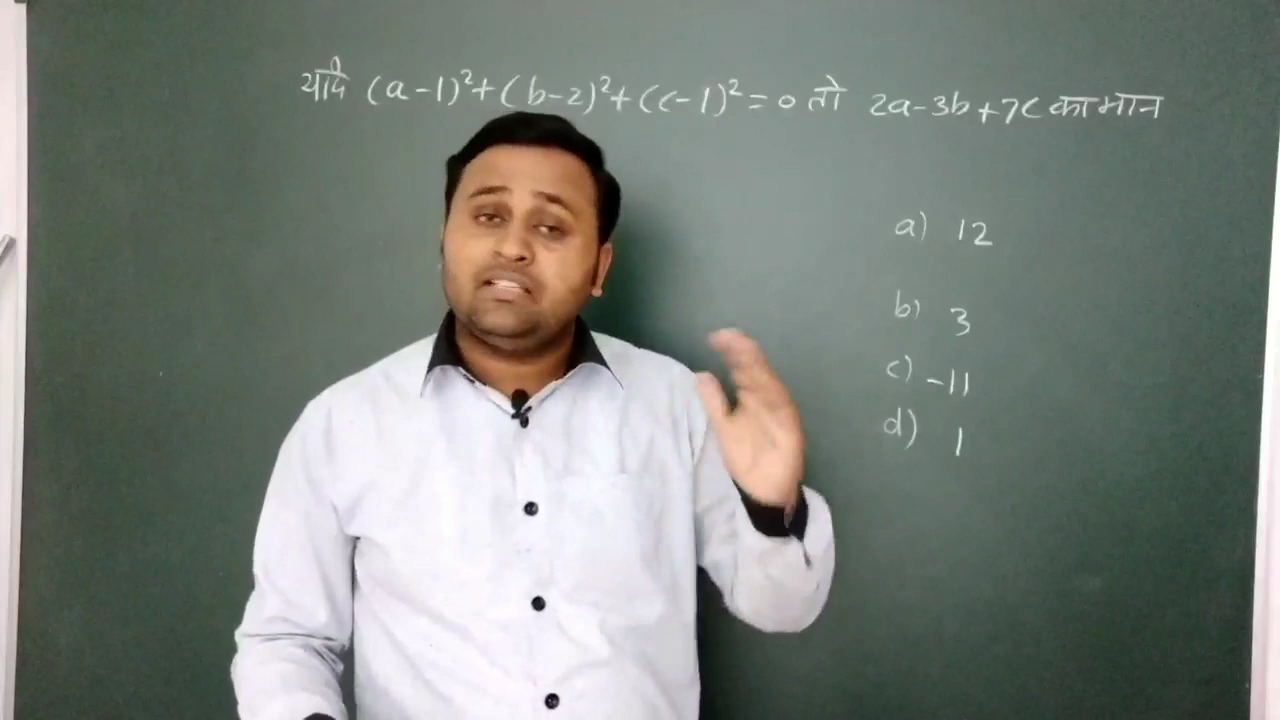 यदि (a-1)²+(b-2)²+(c-1)²=0 तो 2a-3b+7c का मान
a) 12
b) 3
c) -11
d) 1